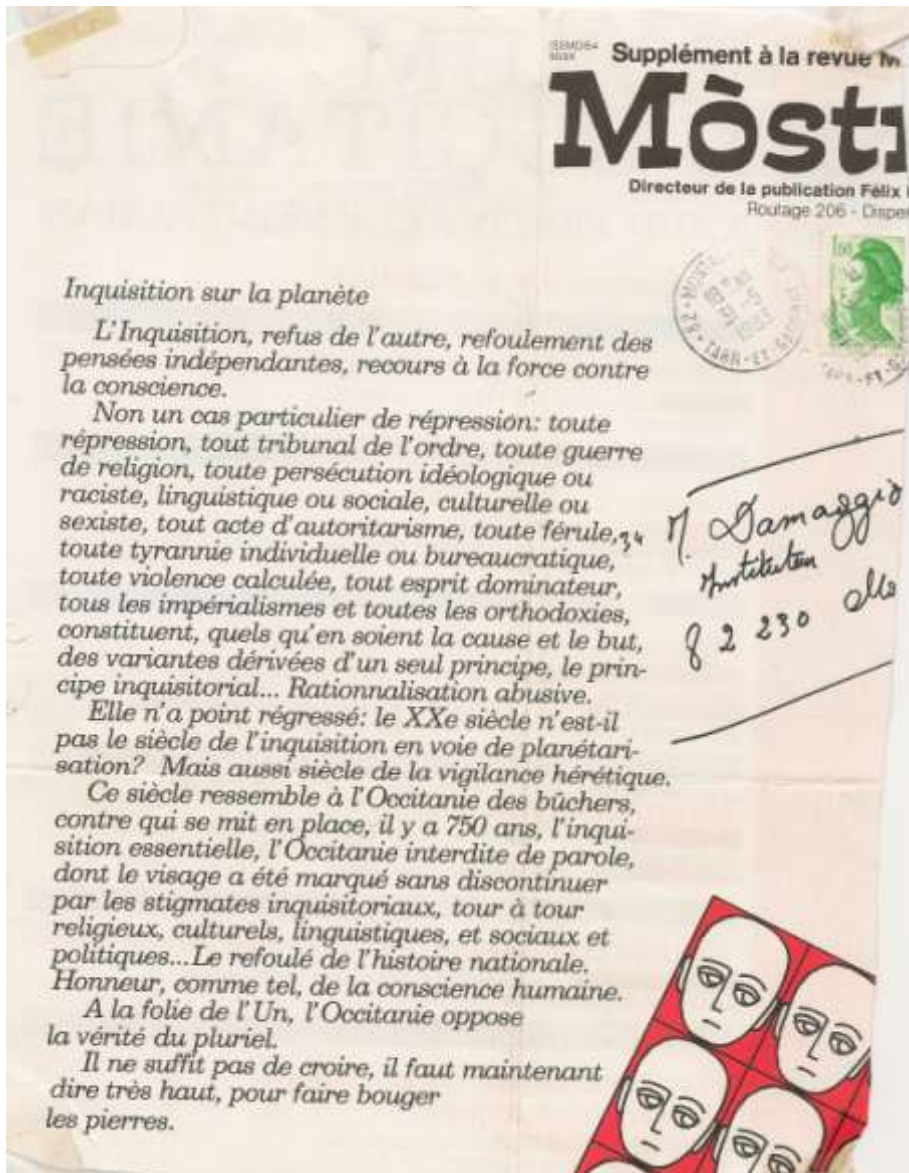 Supplément à la revue M
Mòst
Directeur de la publication Félix
Routage 206 - Dispe
1,60
TARN-ET-
Inquisition sur la planète
L'Inquisition, refus de l'autre, refoulement des
pensées indépendantes, recours à la force contre
la conscience.
Non un cas particulier de répression: toute
répression, tout tribunal de l'ordre, toute guerre
de religion, toute persécution idéologique ou
raciste, linguistique ou sociale, culturelle ou
sexiste, tout acte d'autoritarisme, toute férule,
toute tyrannie individuelle ou bureaucratique,
toute violence calculée, tout esprit dominateur,
tous les impérialismes et toutes les orthodoxies,
constituent, quels qu'en soient la cause et le but,
des variantes dérivées d'un seul principe, le prin-
cipe inquisitorial... Rationnalisation abusive.
Elle n'a point régressé: le XXe siècle n'est-il
pas le siècle de l'inquisition en voie de planétari-
sation? Mais aussi siècle de la vigilance hérétique.
Ce siècle ressemble à l'Occitanie des bûchers,
contre qui se mit en place, il y a 750 ans, l'inqui-
sition essentielle, l'Occitanie interdite de parole,
dont le visage a été marqué sans discontinuer
par les stigmates inquisitoriaux, tour à tour
religieux, culturels, linguistiques, et sociaux et
politiques...Le refoulé de l'histoire nationale.
Honneur, comme tel, de la conscience humaine.
A la folie de l'Un, l'Occitanie oppose
la vérité du pluriel.
Il ne suffit pas de croire, il faut maintenant
dire très haut, pour faire bouger
les pierres.
34
M. Damaggio
Instituteur
82 230 Mo